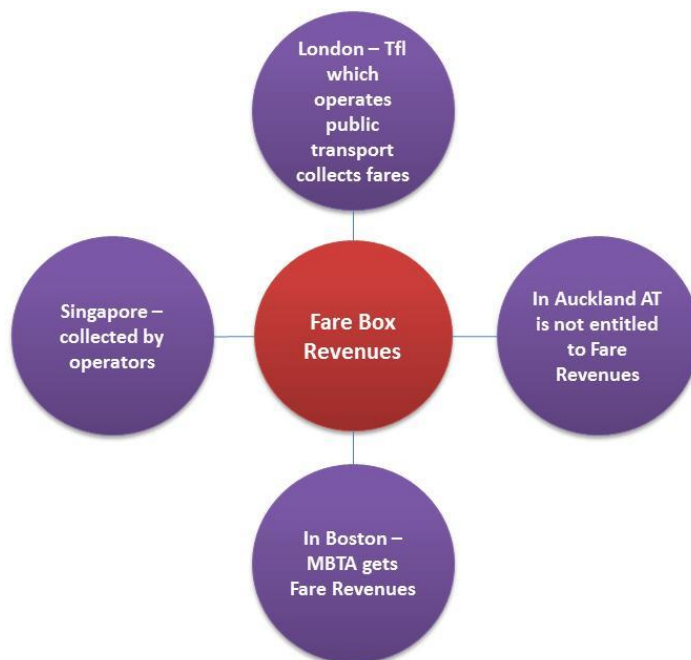 London – Tfl
which
operates
public
transport
collects fares
Singapore –
collected by
operators
Fare Box
Revenues
In Auckland AT
is not entitled
to Fare
Revenues
In Boston –
MBTA gets
Fare Revenues